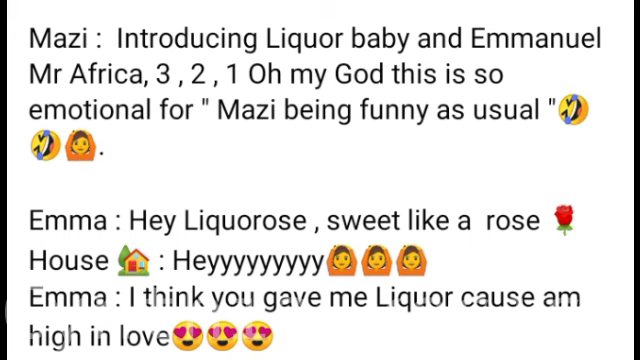 Mazi :  Introducing Liquor baby and Emmanuel
Mr Africa, 3 , 2 , 1 Oh my God this is so
emotional for " Mazi being funny as usual "🤣
🤣🙆.
Emma : Hey Liquorose , sweet like a  rose 🌹
House 🏡 : Heyyyyyyyyy🙆🙆🙆
Emma : I think you gave me Liquor cause am
high in love😍😍😍